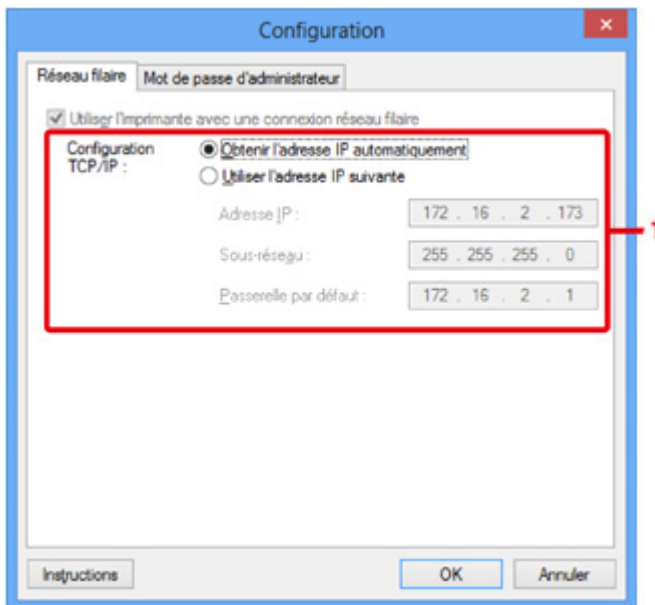 Configuration
Réseau filaire Mot de passe d'administrateur
Utiliser l'imprimante avec une connexion réseau filaire
Configuration TCP/IP :
Obtenir l'adresse IP automatiquement
Utiliser l'adresse IP suivante
Adresse IP : 172 . 16 . 2 . 173
Sous-réseau : 255 . 255 . 255 . 0
Passerelle par défaut : 172 . 16 . 2 . 1
1
Instructions OK Annuler